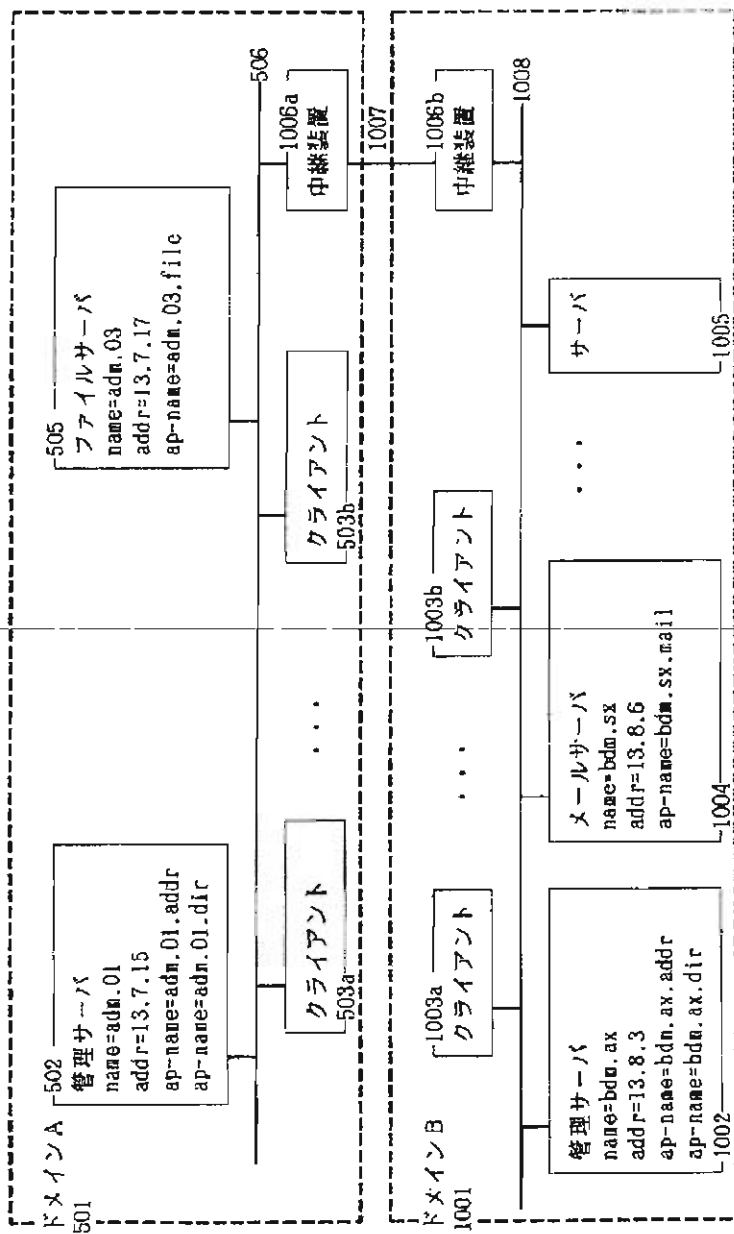 ドメインA
501
502
管理サーバ
name=adm.01
addr=13.7.15
ap-name=adm.01.addr
ap-name=adm.01.dir
505
ファイルサーバ
name=adm.03
addr=13.7.17
ap-name=adm.03.file
506
クライアント
503a
・・・
クライアント
503b
1006a
中継装置
1007
ドメインB
1001
1003a
クライアント
・・・
1003b
クライアント
1006b
中継装置
1008
管理サーバ
name=bdm.ax
addr=13.8.3
ap-name=bdm.ax.addr
ap-name=bdm.ax.dir
1002
メールサーバ
name=bdm.sx
addr=13.8.6
ap-name=bdm.sx.mail
1004
・・・
サーバ
1005